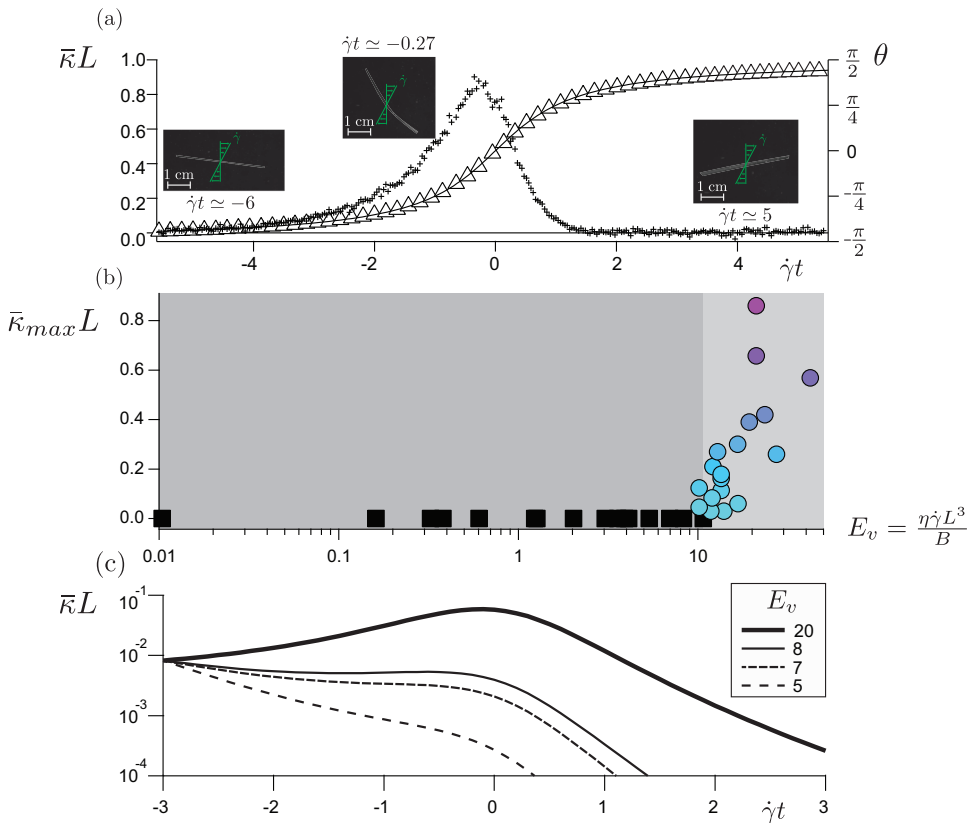 (a)
κ̄L
γ̇t ≃ −0.27
θ
1.0
0.8
0.6
0.4
0.2
0.0
π/2
π/4
0
-π/4
-π/2
γ̇
1 cm
γ̇
1 cm
γ̇t ≃ −6
γ̇
1 cm
γ̇t ≃ 5
-4 -2 0 2 4 γ̇t
(b)
κ̄maxL
0.8
0.6
0.4
0.2
0.0
0.01 0.1 1 10
Ev = ηγ̇L³/B
(c)
κ̄L
10⁻¹
10⁻²
10⁻³
10⁻⁴
Ev
20
8
7
5
-3 -2 -1 0 1 2 γ̇t 3